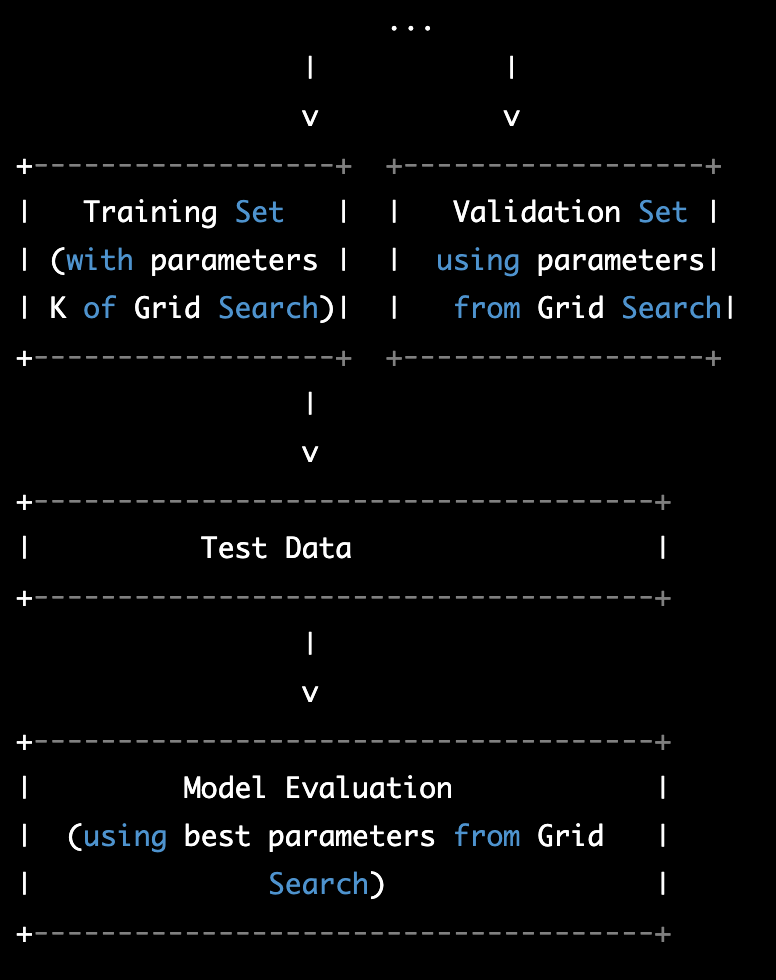 ...
|           |
v           v
+------------------+  +------------------+
|   Training Set   |  |   Validation Set |
| (with parameters |  |  using parameters|
| K of Grid Search)|  |   from Grid Search|
+------------------+  +------------------+
|
v
+-------------------------------------+
|          Test Data                  |
+-------------------------------------+
|
v
+-------------------------------------+
|         Model Evaluation            |
|  (using best parameters from Grid   |
|              Search)                |
+-------------------------------------+